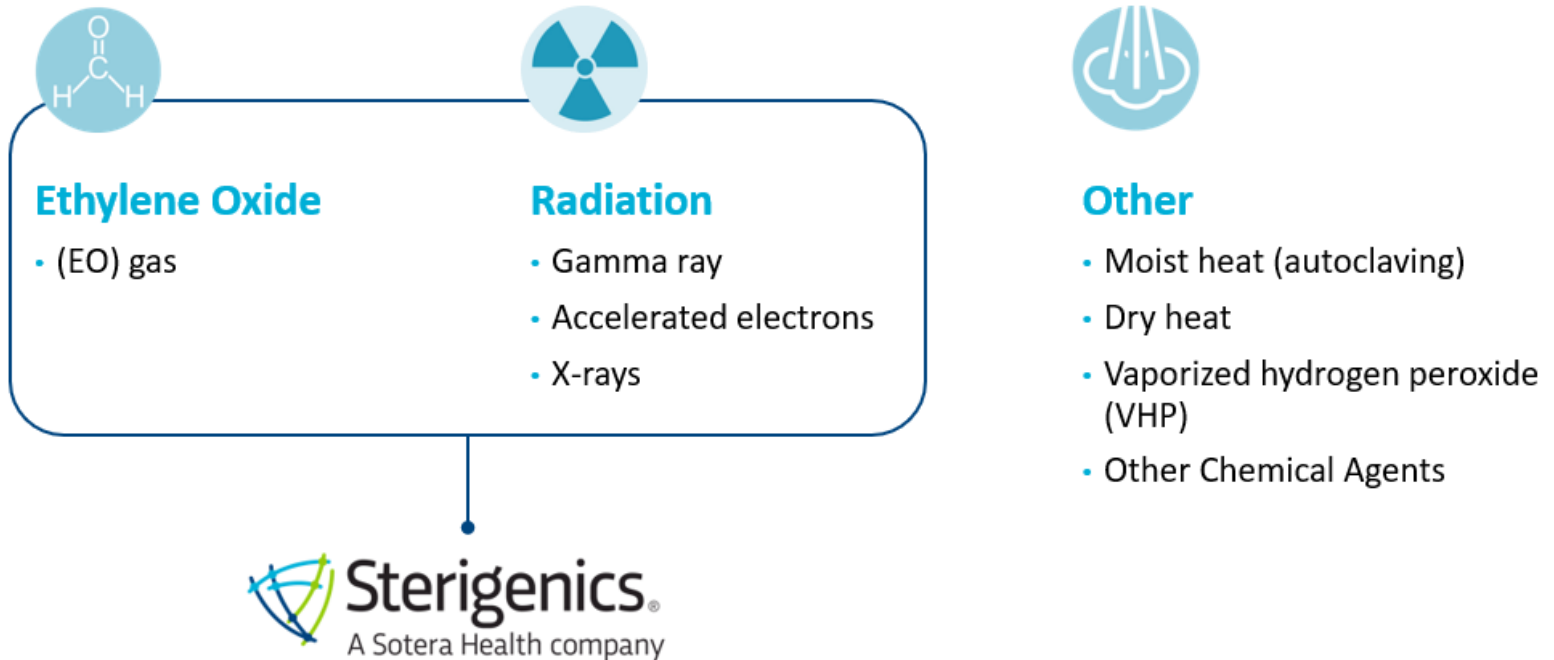 O
C
H H
Ethylene Oxide
• (EO) gas
Radiation
• Gamma ray
• Accelerated electrons
• X-rays
Other
• Moist heat (autoclaving)
• Dry heat
• Vaporized hydrogen peroxide
(VHP)
• Other Chemical Agents
Sterigenics®
A Sotera Health company